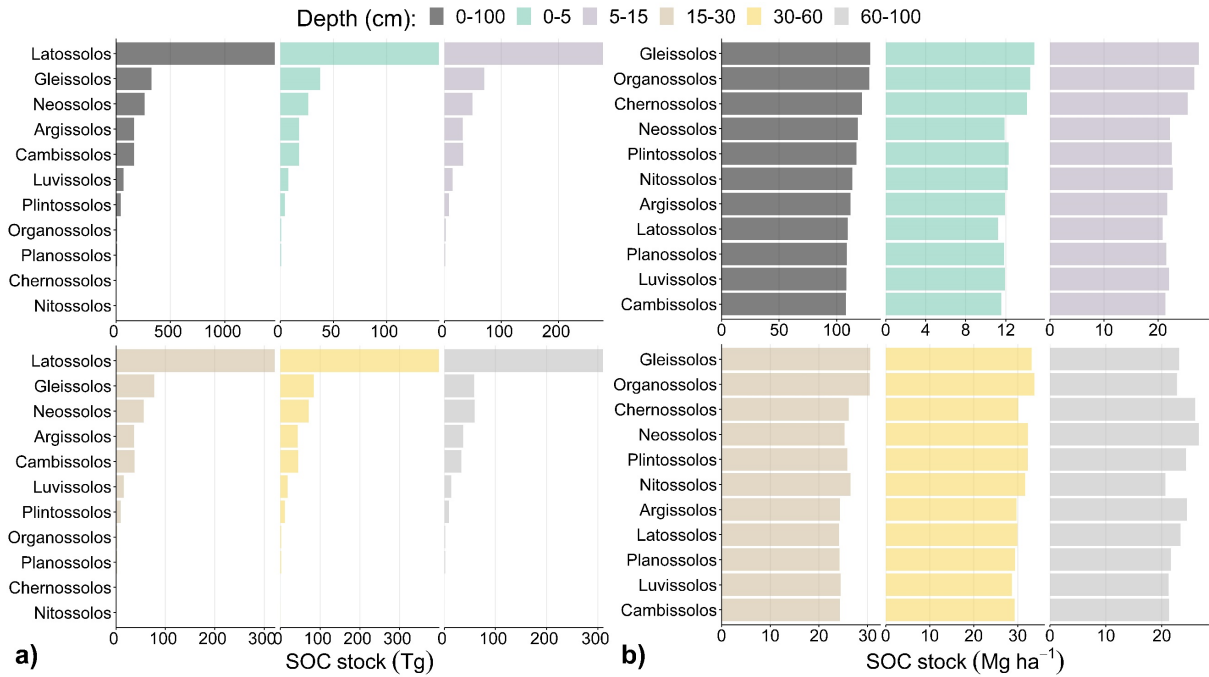 Depth (cm): 0-100 0-5 5-15 15-30 30-60 60-100
Latossolos
Gleissolos
Neossolos
Argissolos
Cambissolos
Luvissolos
Plintossolos
Organossolos
Planossolos
Chernossolos
Nitossolos
0 500 1000 0 50 100 0 100 200
Latossolos
Gleissolos
Neossolos
Argissolos
Cambissolos
Luvissolos
Plintossolos
Organossolos
Planossolos
Chernossolos
Nitossolos
0 100 200 300 0 100 200 300 0 100 200 300
a) SOC stock (Tg)
Gleissolos
Organossolos
Chernossolos
Neossolos
Plintossolos
Nitossolos
Argissolos
Latossolos
Planossolos
Luvissolos
Cambissolos
0 100 0 4 8 12 0 10 20
Gleissolos
Organossolos
Chernossolos
Neossolos
Plintossolos
Nitossolos
Argissolos
Latossolos
Planossolos
Luvissolos
Cambissolos
0 10 20 30 0 10 20 30 0 10 20
b) SOC stock (Mg ha⁻¹)